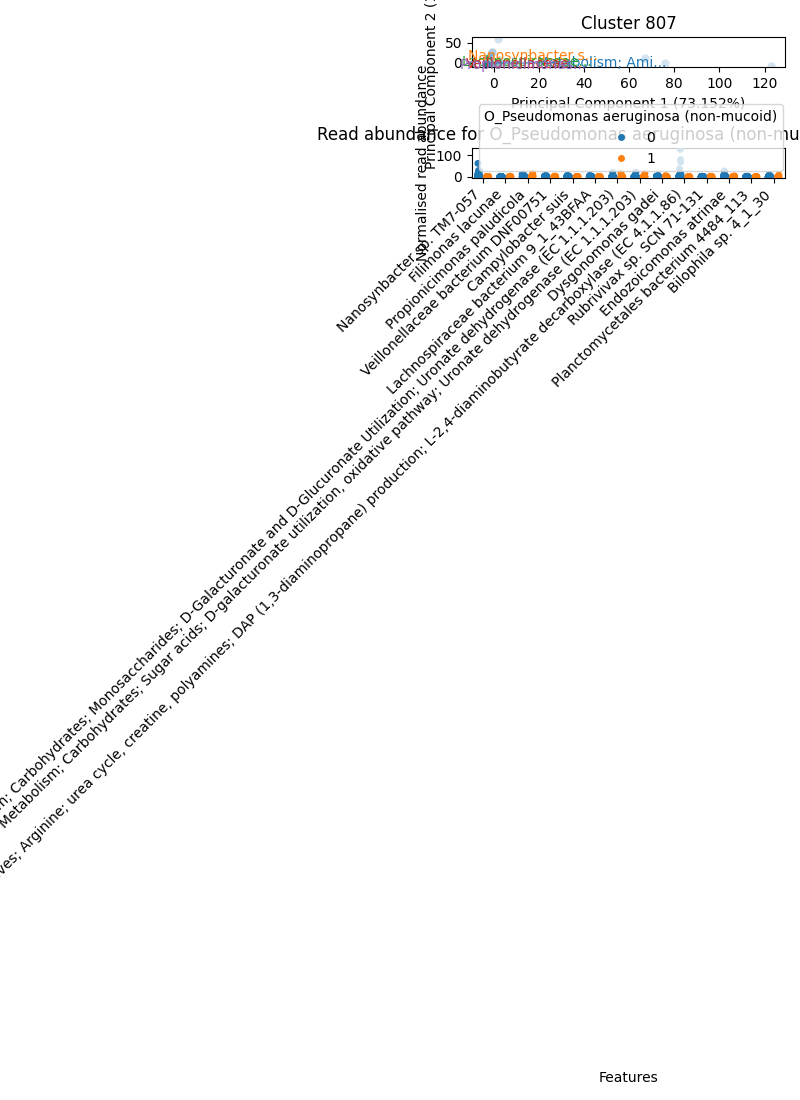 Cluster 807
Principal Component 2 (
50
0
Nanosynbacter s...
0
20
40
60
80
100
120
Principal Component 1 (73.152%)
Read abundance for O_Pseudomonas aeruginosa (non-mu
O_Pseudomonas aeruginosa (non-mucoid)
0
1
Normalised read abundance
100
0
Nanosynbacter sp. TM7-057
Filimonas lacunae
Propionicimonas paludicola
Veillonellaceae bacterium DNF00751
Campylobacter suis
Lachnospiraceae bacterium 9_1_43BFAA
m; Carbohydrates; Monosaccharides; D-Galacturonate and D-Glucuronate Utilization; Uronate dehydrogenase (EC 1.1.1.203)
Metabolism; Carbohydrates; Sugar acids; D-galacturonate utilization, oxidative pathway; Uronate dehydrogenase (EC 1.1.1.203)
Dysgonomonas gadei
ves; Arginine; urea cycle, creatine, polyamines; DAP (1,3-diaminopropane) production; L-2,4-diaminobutyrate decarboxylase (EC 4.1.1.86)
Rubrivivax sp. SCN 71-131
Endozoicomonas atrinae
Planctomycetales bacterium 4484_113
Bilophila sp. 4_1_30
Features